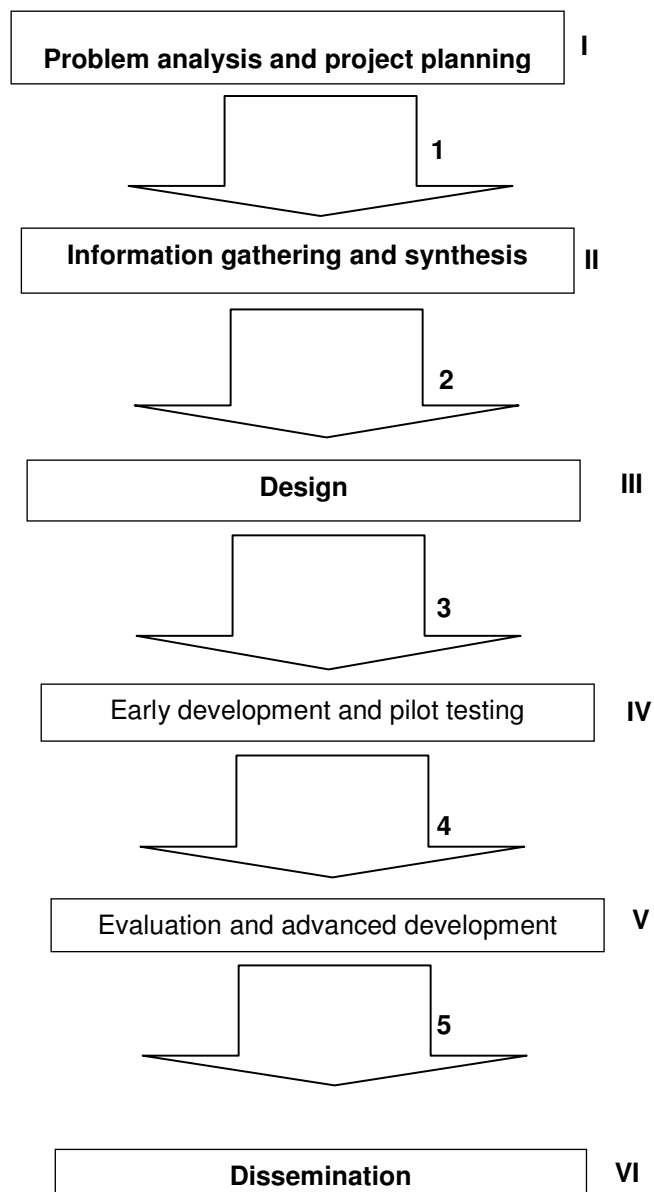 Problem analysis and project planning I
1
Information gathering and synthesis II
2
Design III
3
Early development and pilot testing IV
4
Evaluation and advanced development V
5
Dissemination VI